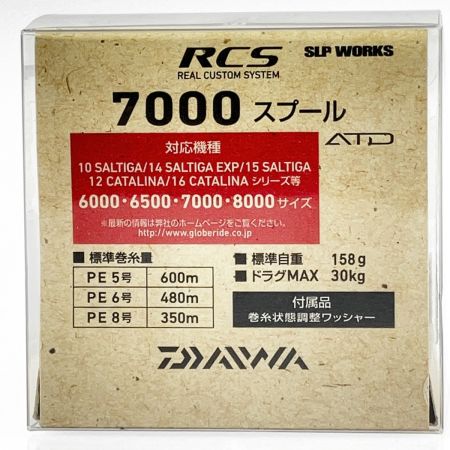 RCS SLP WORKS
REAL CUSTOM SYSTEM
7000 スプール
ATD
対応機種
10 SALTIGA/14 SALTIGA EXP/15 SALTIGA
12 CATALINA/16 CATALINA シリーズ等
6000・6500・7000・8000サイズ
※最新の情報は弊社のホームページをご覧ください。
http://www.globeride.co.jp
■標準巻糸量
PE 5号 600m
PE 6号 480m
PE 8号 350m
■標準自重 158g
■ドラグMAX 30kg
付属品
巻糸状態調整ワッシャー
DAIWA